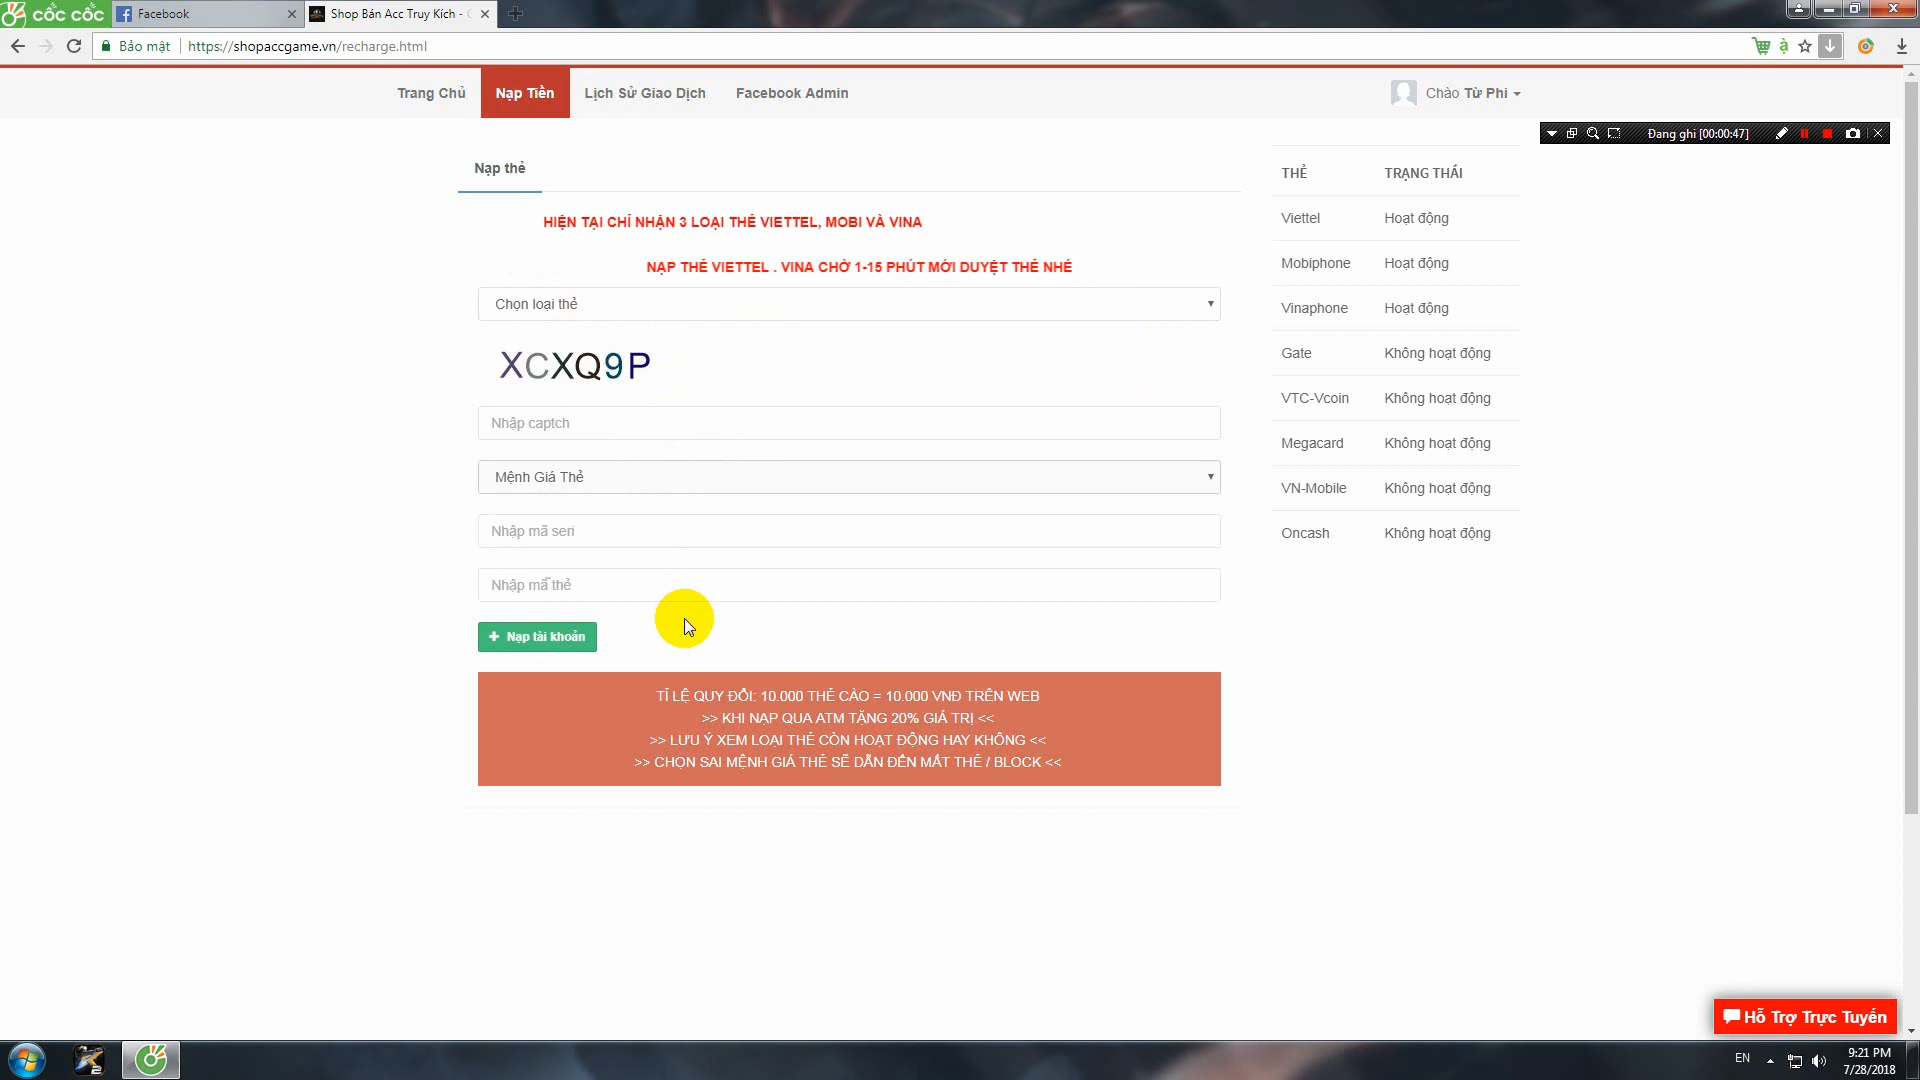 cốc cốc
Facebook
Shop Bán Acc Truy Kích -
Bảo mật
https://shopaccgame.vn/recharge.html
Trang Chủ
Nạp Tiền
Lịch Sử Giao Dịch
Facebook Admin
Chào Từ Phi
Đang ghi [00:00:47]
Nạp thẻ
HIỆN TẠI CHỈ NHẬN 3 LOẠI THẺ VIETTEL, MOBI VÀ VINA
NẠP THẺ VIETTEL . VINA CHỜ 1-15 PHÚT MỚI DUYỆT THẺ NHÉ
Chọn loại thẻ
XCXQ9P
Nhập captch
Mệnh Giá Thẻ
Nhập mã seri
Nhập mã thẻ
Nạp tài khoản
TỈ LỆ QUY ĐỔI: 10.000 THẺ CÀO = 10.000 VNĐ TRÊN WEB
>> KHI NẠP QUA ATM TẶNG 20% GIÁ TRỊ <<
>> LƯU Ý XEM LOẠI THẺ CÒN HOẠT ĐỘNG HAY KHÔNG <<
>> CHỌN SAI MỆNH GIÁ THẺ SẼ DẪN ĐẾN MẤT THẺ / BLOCK <<
THẺ TRẠNG THÁI
Viettel Hoạt động
Mobiphone Hoạt động
Vinaphone Hoạt động
Gate Không hoạt động
VTC-Vcoin Không hoạt động
Megacard Không hoạt động
VN-Mobile Không hoạt động
Oncash Không hoạt động
Hỗ Trợ Trực Tuyến
EN
9:21 PM
7/28/2018